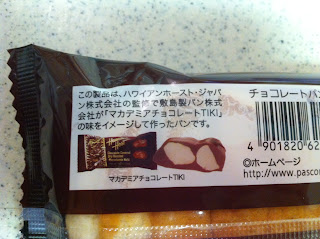 この製品は、ハワイアンホースト・ジャパ
ン株式会社の監修で敷島製パン株式
会社が「マカデミアチョコレートTIKI」
の味をイメージして作ったパンです。
マカデミアチョコレートTIKI
チョコレートパン
4 901820 62
◎ホームページ
http://www.pasco